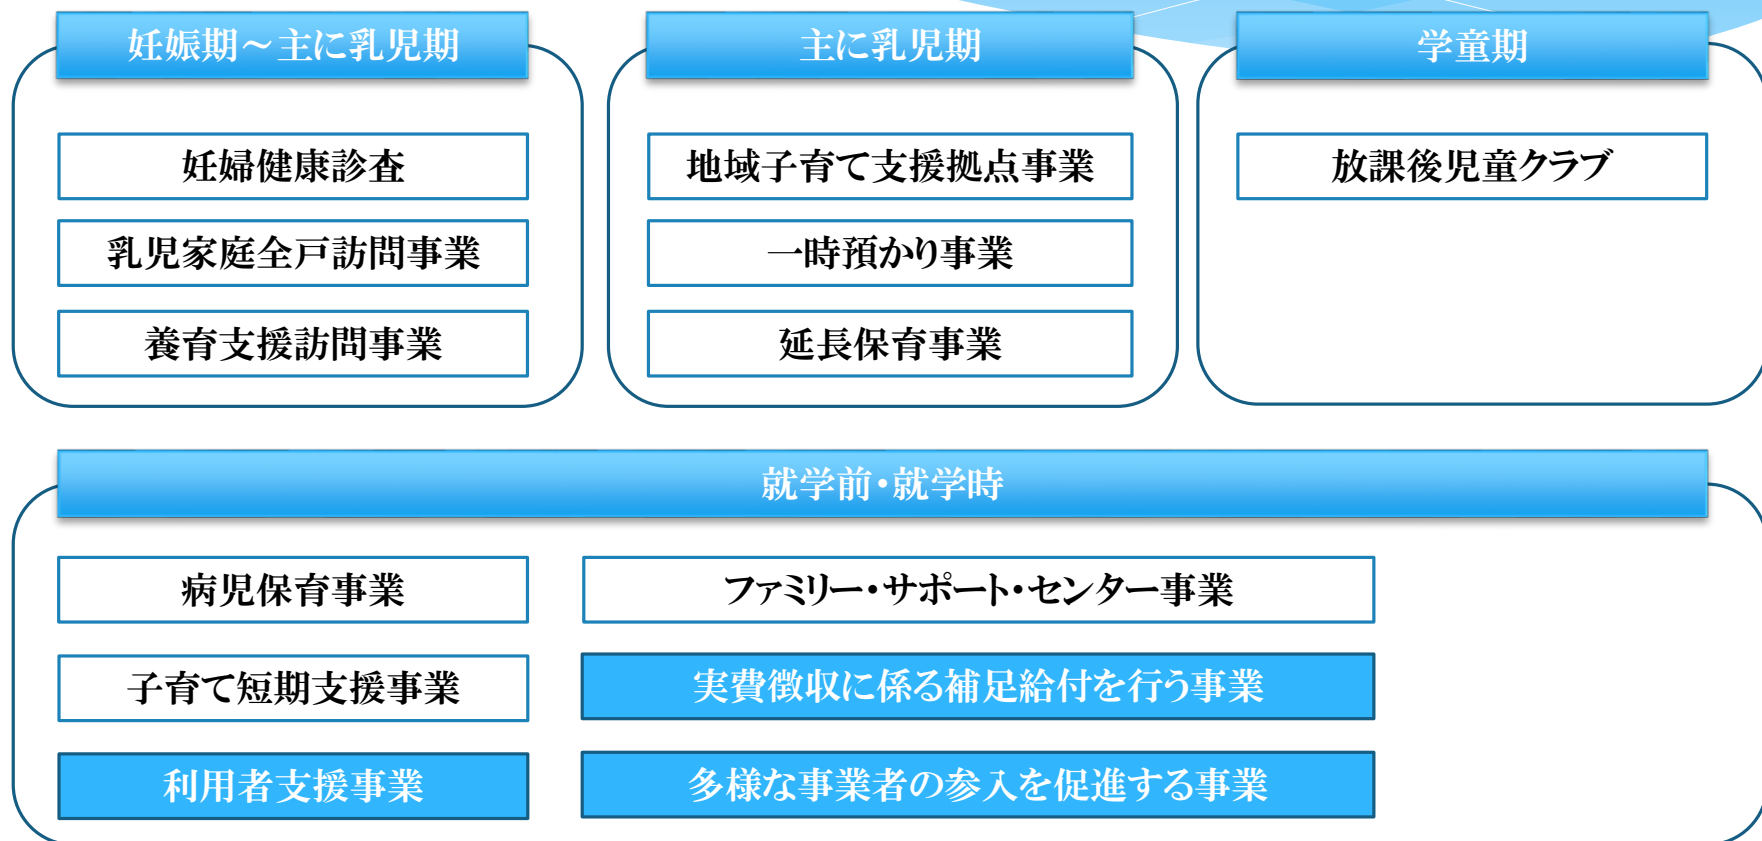 妊娠期～主に乳児期
妊婦健康診査
乳児家庭全戸訪問事業
養育支援訪問事業
主に乳児期
地域子育て支援拠点事業
一時預かり事業
延長保育事業
学童期
放課後児童クラブ
就学前・就学時
病児保育事業
ファミリー・サポート・センター事業
子育て短期支援事業
実費徴収に係る補足給付を行う事業
利用者支援事業
多様な事業者の参入を促進する事業